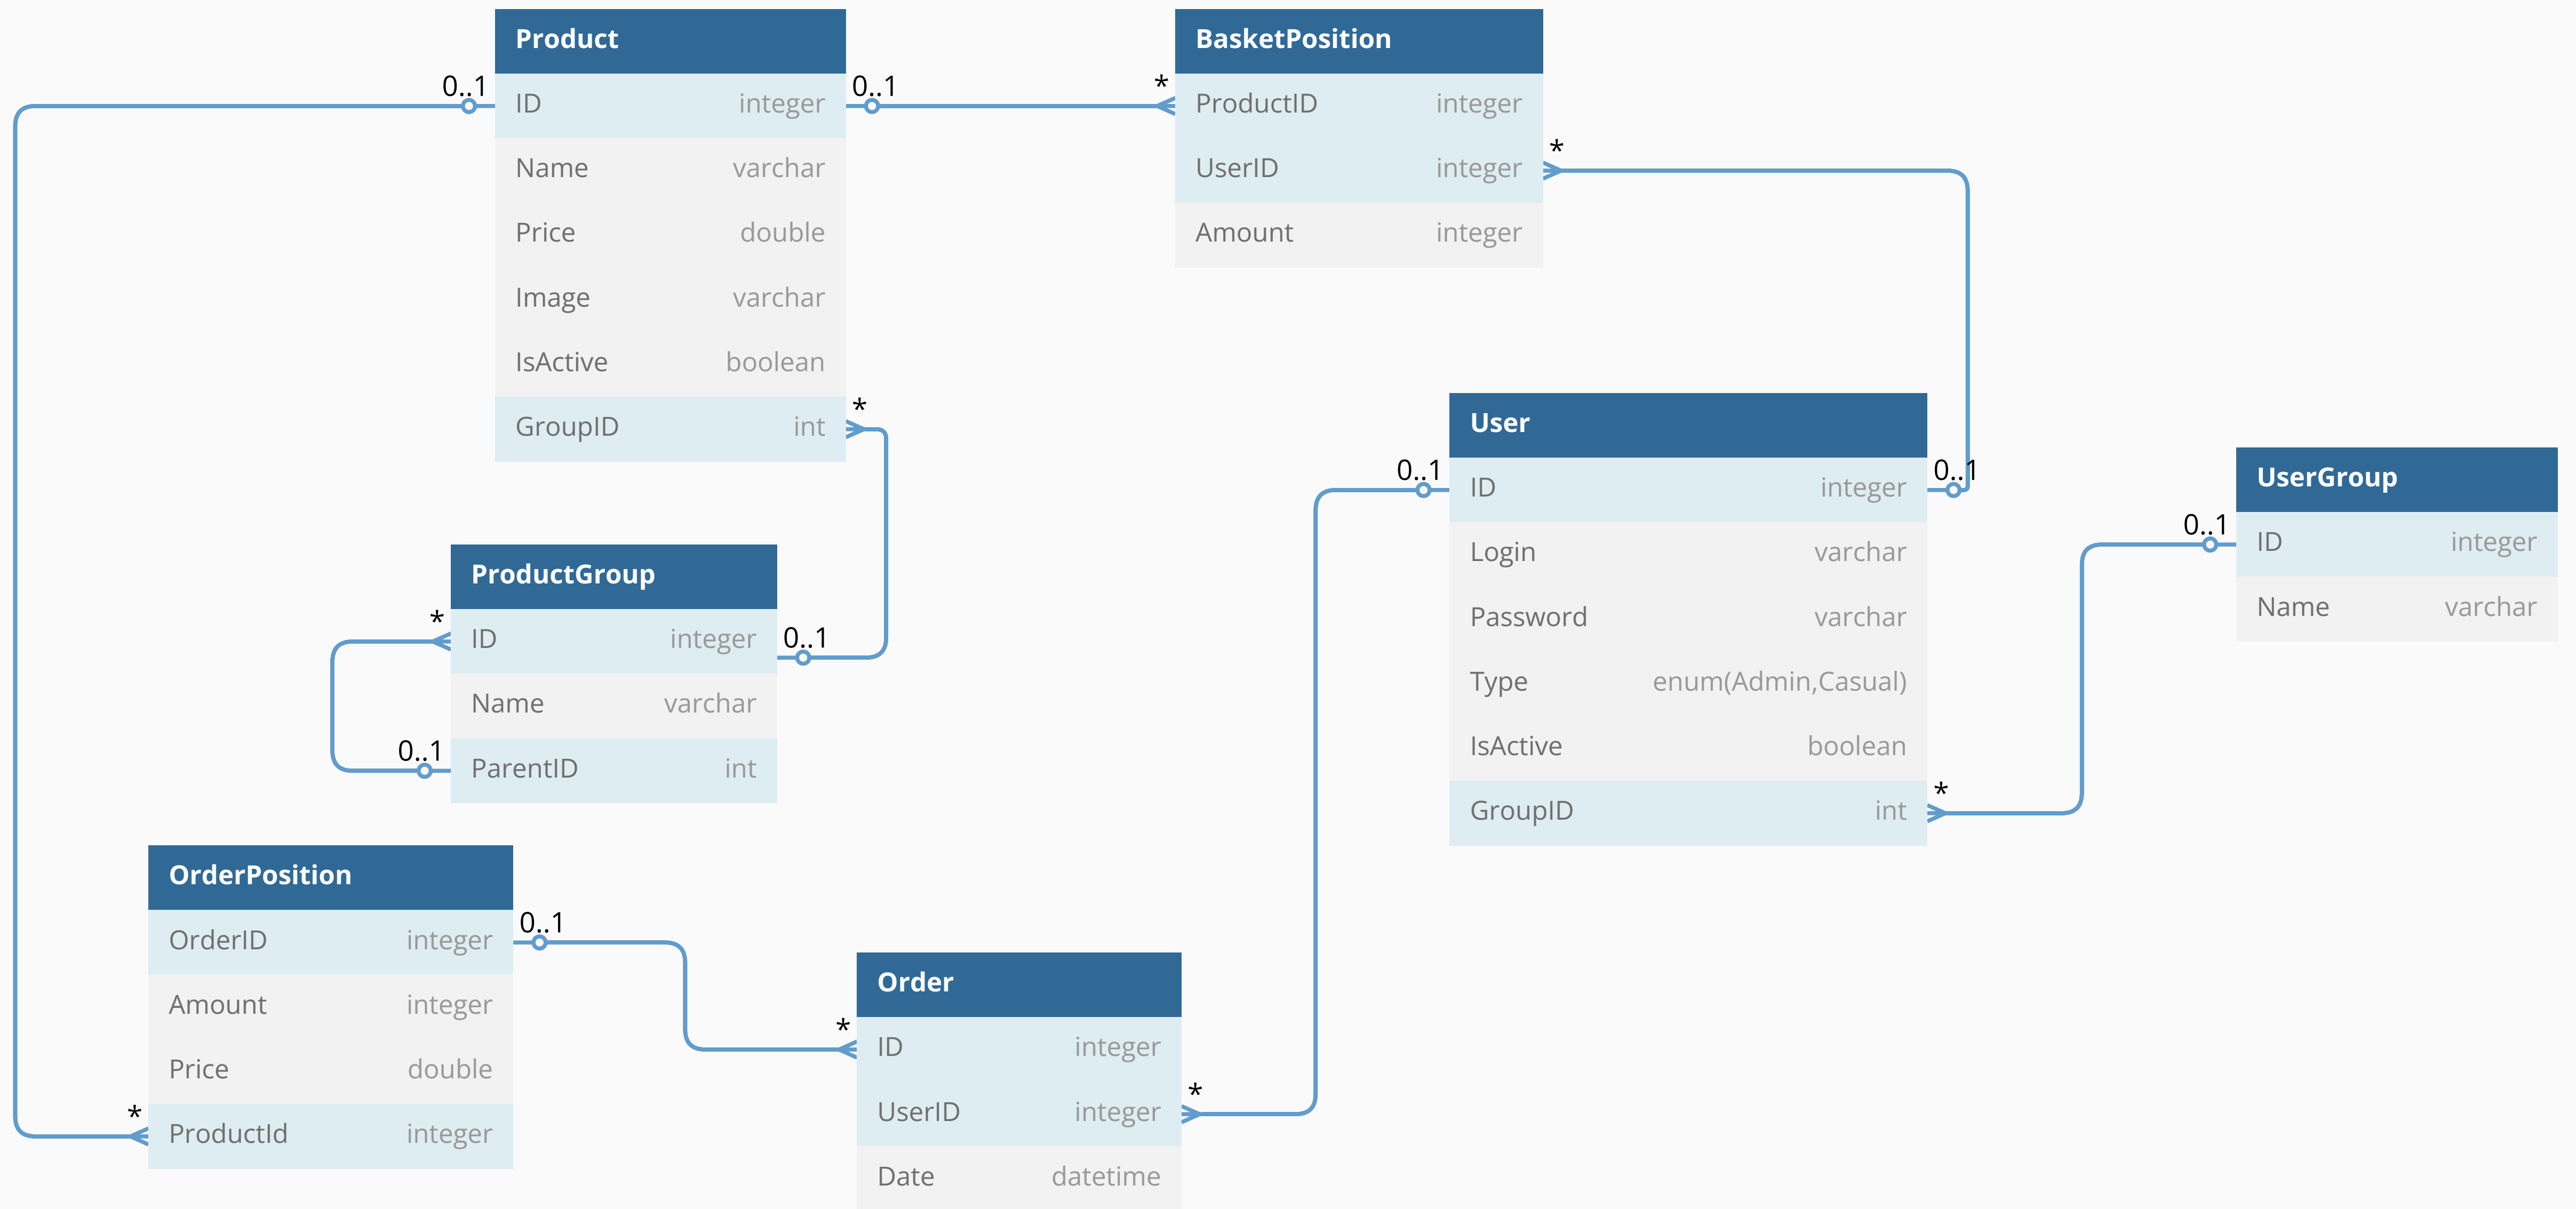 Product
0..1
ID integer
0..1
Name varchar
Price double
Image varchar
IsActive boolean
GroupID int
*
BasketPosition
*
ProductID integer
UserID integer
*
Amount integer
User
0..1
ID integer
0..1
Login varchar
Password varchar
Type enum(Admin,Casual)
IsActive boolean
GroupID int
*
UserGroup
0..1
ID integer
Name varchar
ProductGroup
*
ID integer
0..1
Name varchar
0..1
ParentID int
OrderPosition
OrderID integer
0..1
Amount integer
Price double
*
ProductId integer
Order
*
ID integer
UserID integer
*
Date datetime